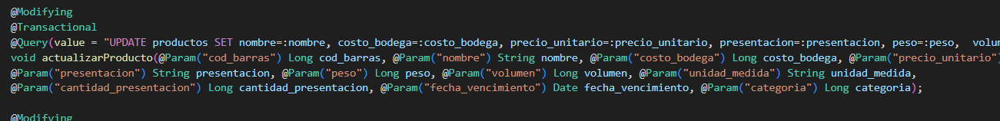 @Modifying
@Transactional
@Query(value = "UPDATE productos SET nombre=:nombre, costo_bodega=:costo_bodega, precio_unitario=:precio_unitario, presentacion=:presentacion, peso=:peso,  volum
void actualizarProducto(@Param("cod_barras") Long cod_barras, @Param("nombre") String nombre, @Param("costo_bodega") Long costo_bodega, @Param("precio_unitario")
@Param("presentacion") String presentacion, @Param("peso") Long peso, @Param("volumen") Long volumen, @Param("unidad_medida") String unidad_medida,
@Param("cantidad_presentacion") Long cantidad_presentacion, @Param("fecha_vencimiento") Date fecha_vencimiento, @Param("categoria") Long categoria);
@Modifying